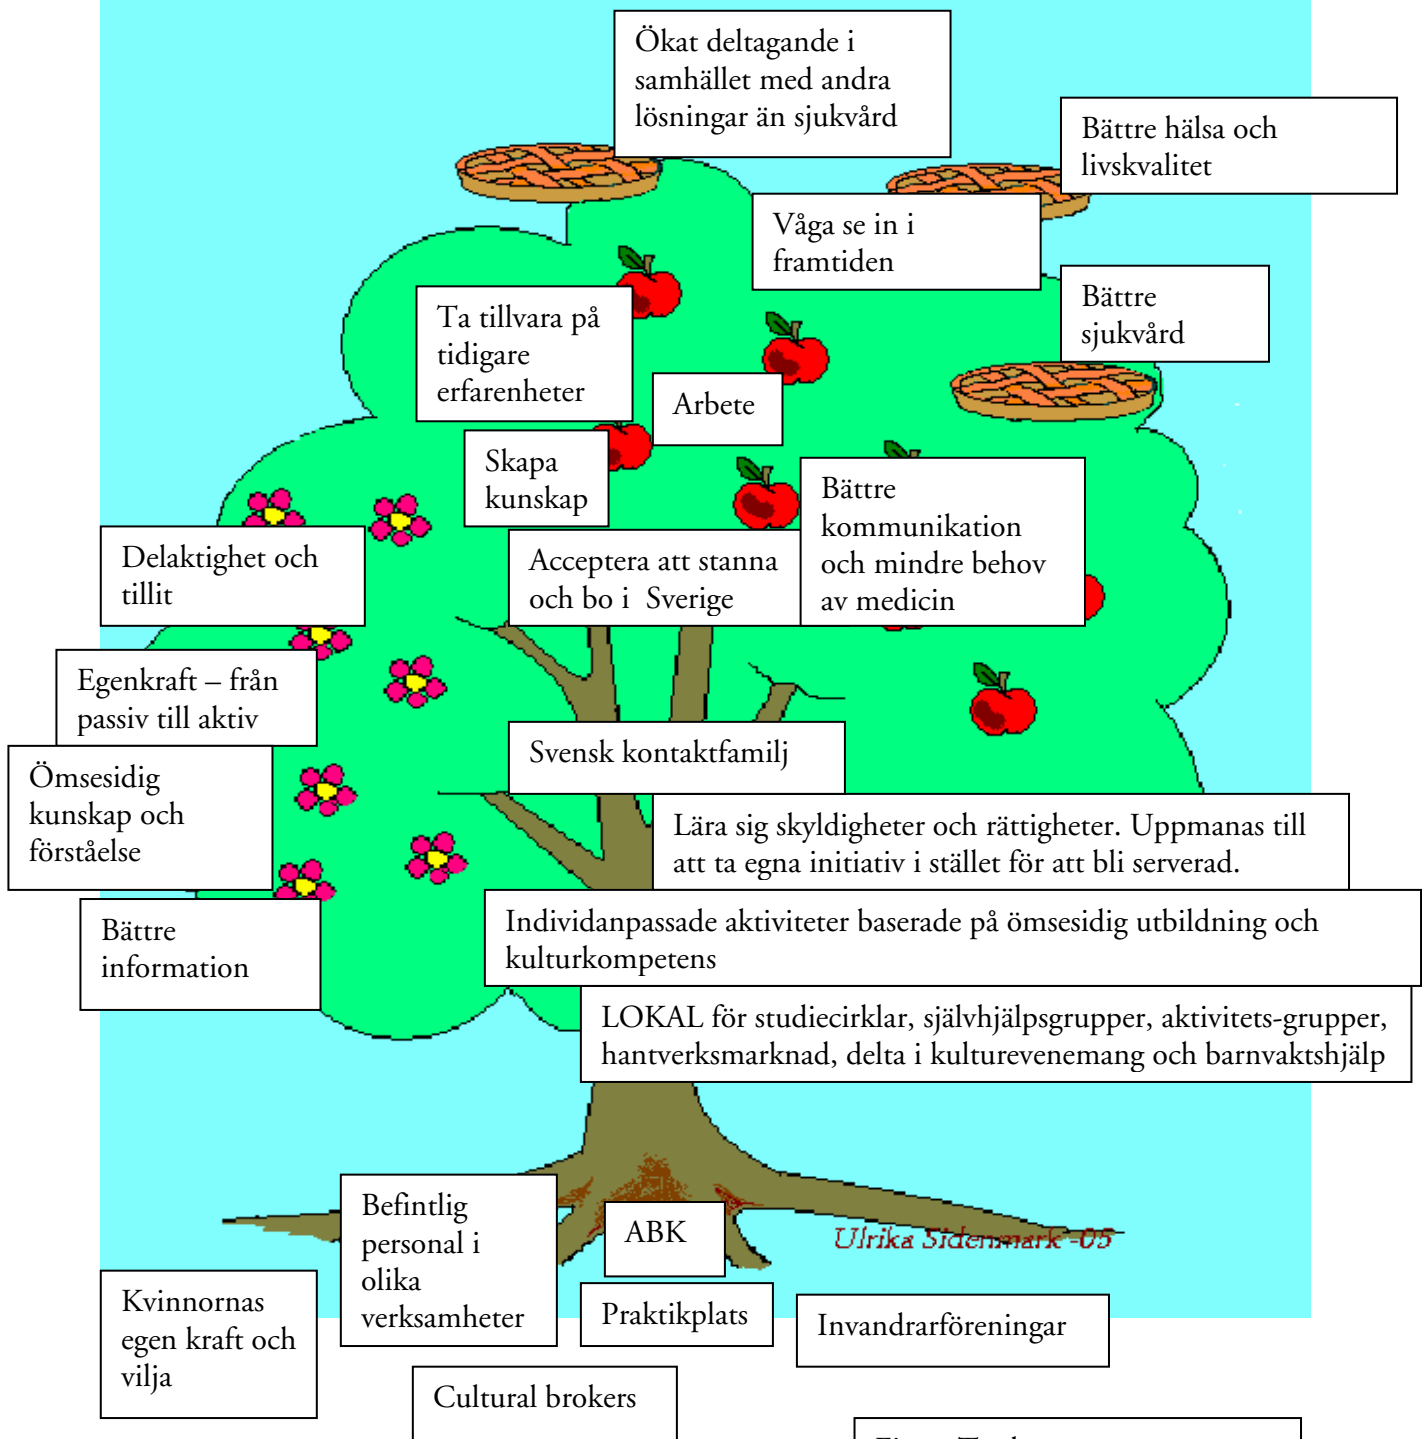 Ökat deltagande i
samhället med andra
lösningar än sjukvård
Bättre hälsa och
livskvalitet
Våga se in i
framtiden
Bättre
sjukvård
Ta tillvara på
tidigare
erfarenheter
Arbete
Skapa
kunskap
Bättre
kommunikation
och mindre behov
av medicin
Delaktighet och
tillit
Acceptera att stanna
och bo i Sverige
Egenkraft – från
passiv till aktiv
Svensk kontaktfamilj
Ömsesidig
kunskap och
förståelse
Lära sig skyldigheter och rättigheter. Uppmanas till
att ta egna initiativ i stället för att bli serverad.
Bättre
information
Individanpassade aktiviteter baserade på ömsesidig utbildning och
kulturkompetens
LOKAL för studiecirklar, självhjälpsgrupper, aktivitets-grupper,
hantverksmarknad, delta i kulturevenemang och barnvaktshjälp
Befintlig
personal i
olika
verksamheter
ABK
Ulrika Sidenmark -05
Kvinnornas
egen kraft och
vilja
Praktikplats
Invandrarföreningar
Cultural brokers